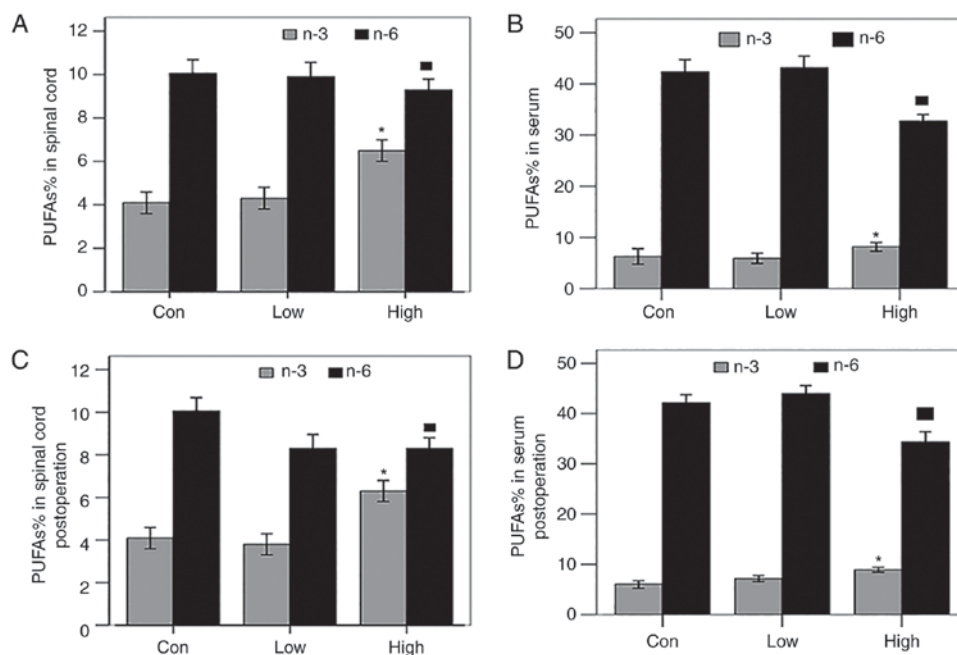 A
n-3 n-6
PUFAs% in spinal cord
12
10
8
6
4
2
0
*
Con Low High
B
n-3 n-6
PUFAs% in serum
50
40
30
20
10
0
*
Con Low High
C
n-3 n-6
PUFAs% in spinal cord
postoperation
12
10
8
6
4
2
0
*
Con Low High
D
n-3 n-6
PUFAs% in serum
postoperation
50
40
30
20
10
0
*
Con Low High